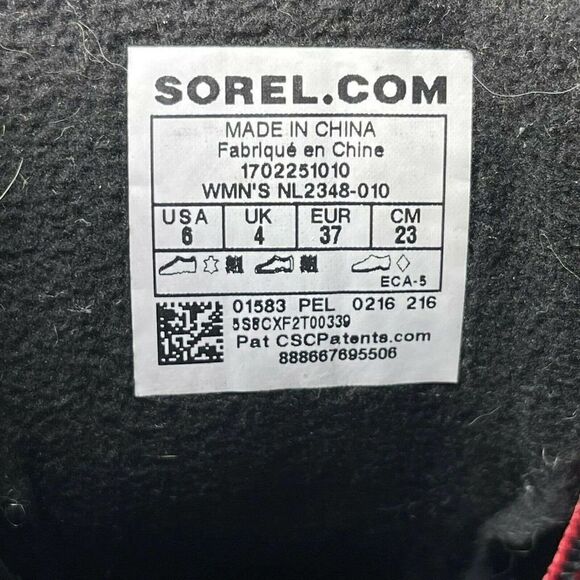 SOREL.COM
MADE IN CHINA
Fabriqué en Chine
1702251010
WMN'S NL2348-010
USA UK EUR CM
6 4 37 23
ECA-5
01583 PEL 0216 216
5S5CXF2T00339
Pat CSCPatents.com
888667695506